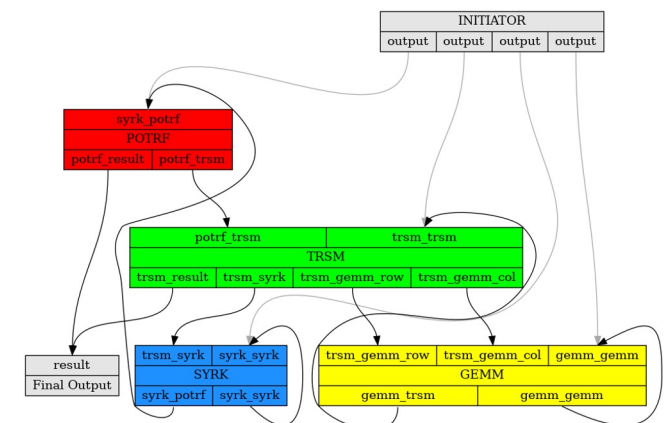 INITIATOR
output output output output
syrk_potrf
POTRF
potrf_result potrf_trsm
potrf_trsm trsm_trsm
TRSM
trsm_result trsm_syrk trsm_gemm_row trsm_gemm_col
result
Final Output
trsm_syrk syrk_syrk
SYRK
syrk_potrf syrk_syrk
trsm_gemm_row trsm_gemm_col gemm_gemm
GEMM
gemm_trsm gemm_gemm